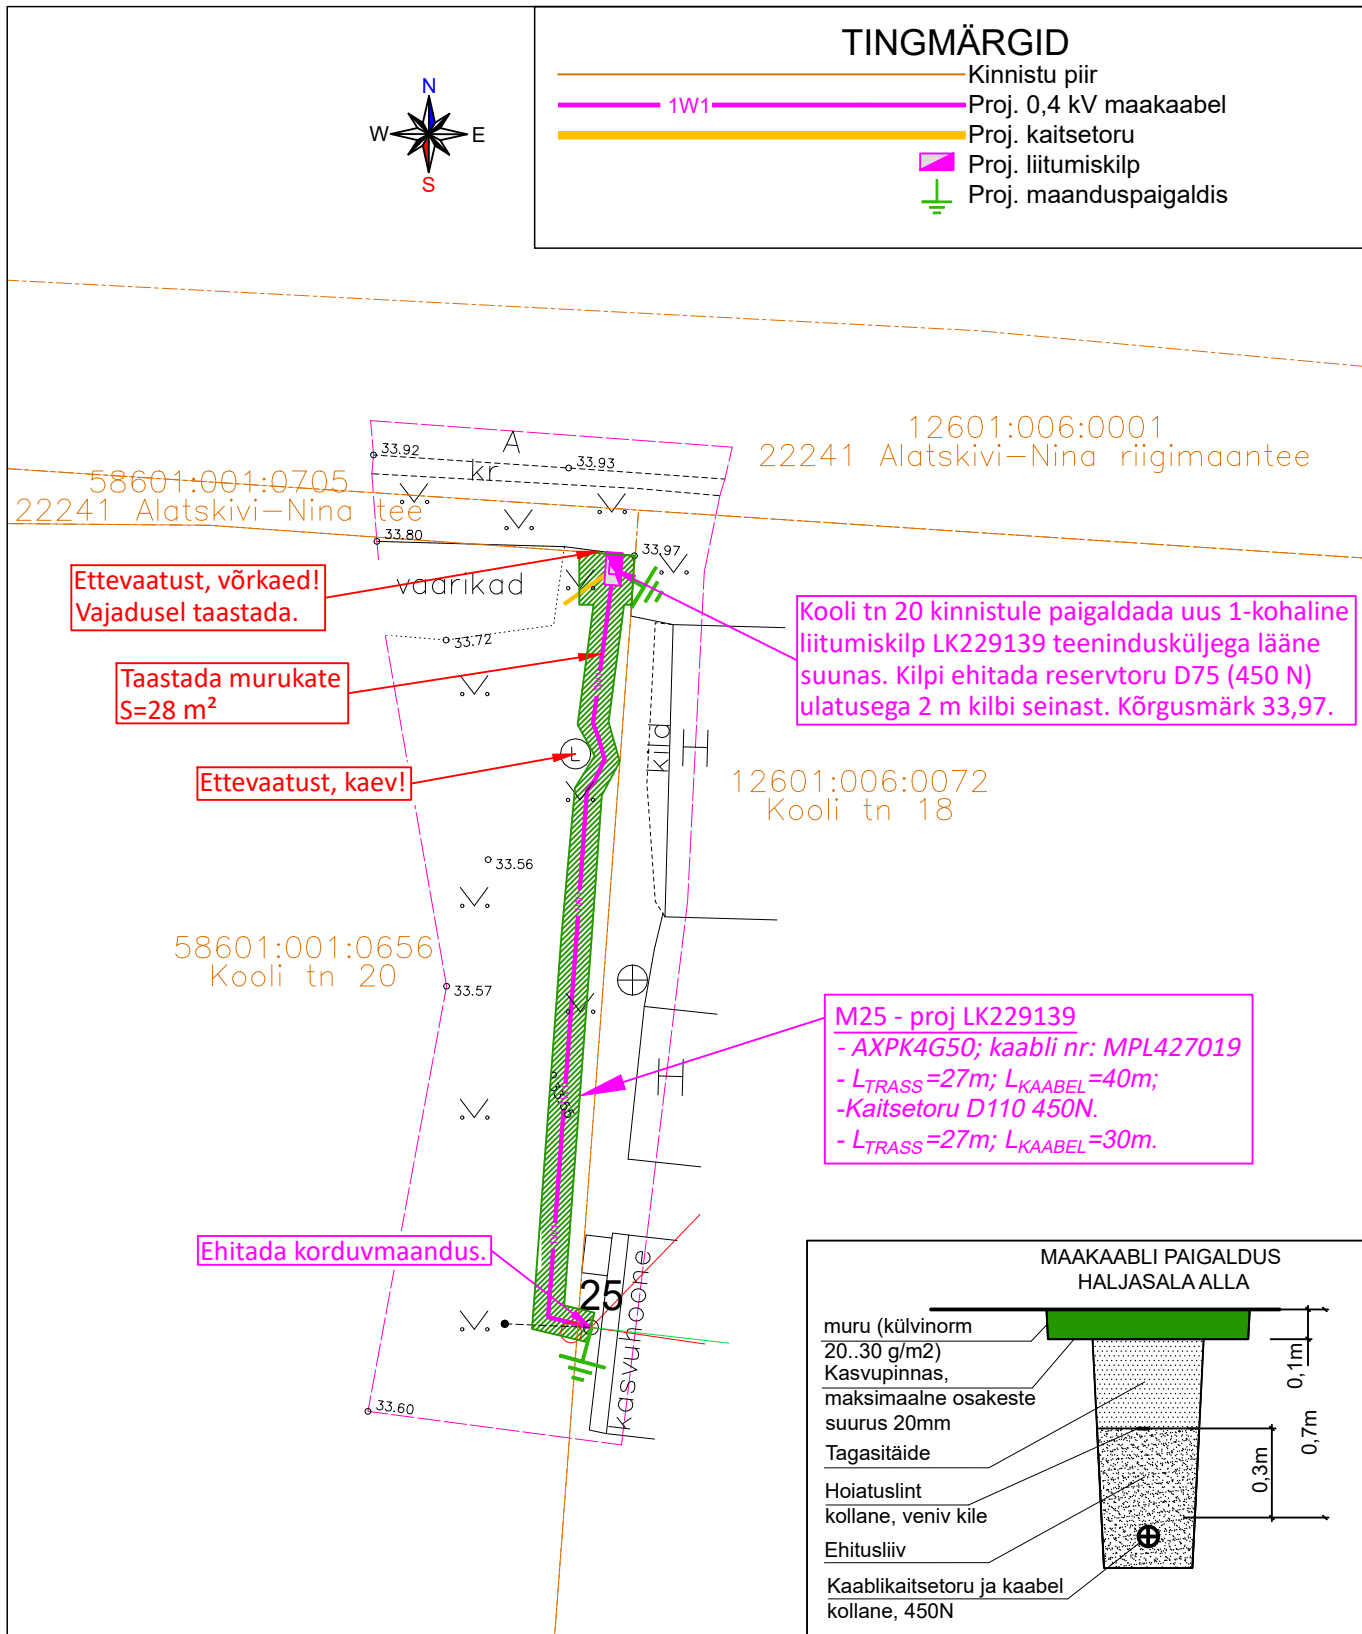 TINGMÄRGID
Kinnistu piir
1W1
Proj. 0,4 kV maakaabel
Proj. kaitsetoru
Proj. liitumiskilp
Proj. maanduspaigaldis
N
W
E
S
A
33.92
33.93
kr
12601:006:0001
22241 Alatskivi-Nina riigimaantee
58601:001:0705
22241 Alatskivi-Nina tee
33.80
33.97
Ettevaatust, võrkaed!
Vajadusel taastada.
vaarikad
Kooli tn 20 kinnistule paigaldada uus 1-kohaline
liitumiskilp LK229139 teenindusküljega lääne
suunas. Kilpi ehitada reservtoru D75 (450 N)
ulatusega 2 m kilbi seinast. Kõrgusmärk 33,97.
33.72
Taastada murukate
S=28 m²
kild
H
L
Ettevaatust, kaev!
12601:006:0072
Kooli tn 18
33.56
58601:001:0656
Kooli tn 20
33.57
M25 - proj LK229139
- AXPK4G50; kaabli nr: MPL427019
- LTRASS=27m; LKAABEL=40m;
-Kaitsetoru D110 450N.
- LTRASS=27m; LKAABEL=30m.
H
Ehitada korduvmaandus.
25
kasvuhoone
33.60
MAAKAABLI PAIGALDUS
HALJASALA ALLA
muru (külvinorm
20..30 g/m2)
Kasvupinnas,
maksimaalne osakeste
suurus 20mm
Tagasitäide
Hoiatuslint
kollane, veniv kile
Ehitusliiv
Kaablikaitsetoru ja kaabel
kollane, 450N
0,1m
0,7m
0,3m